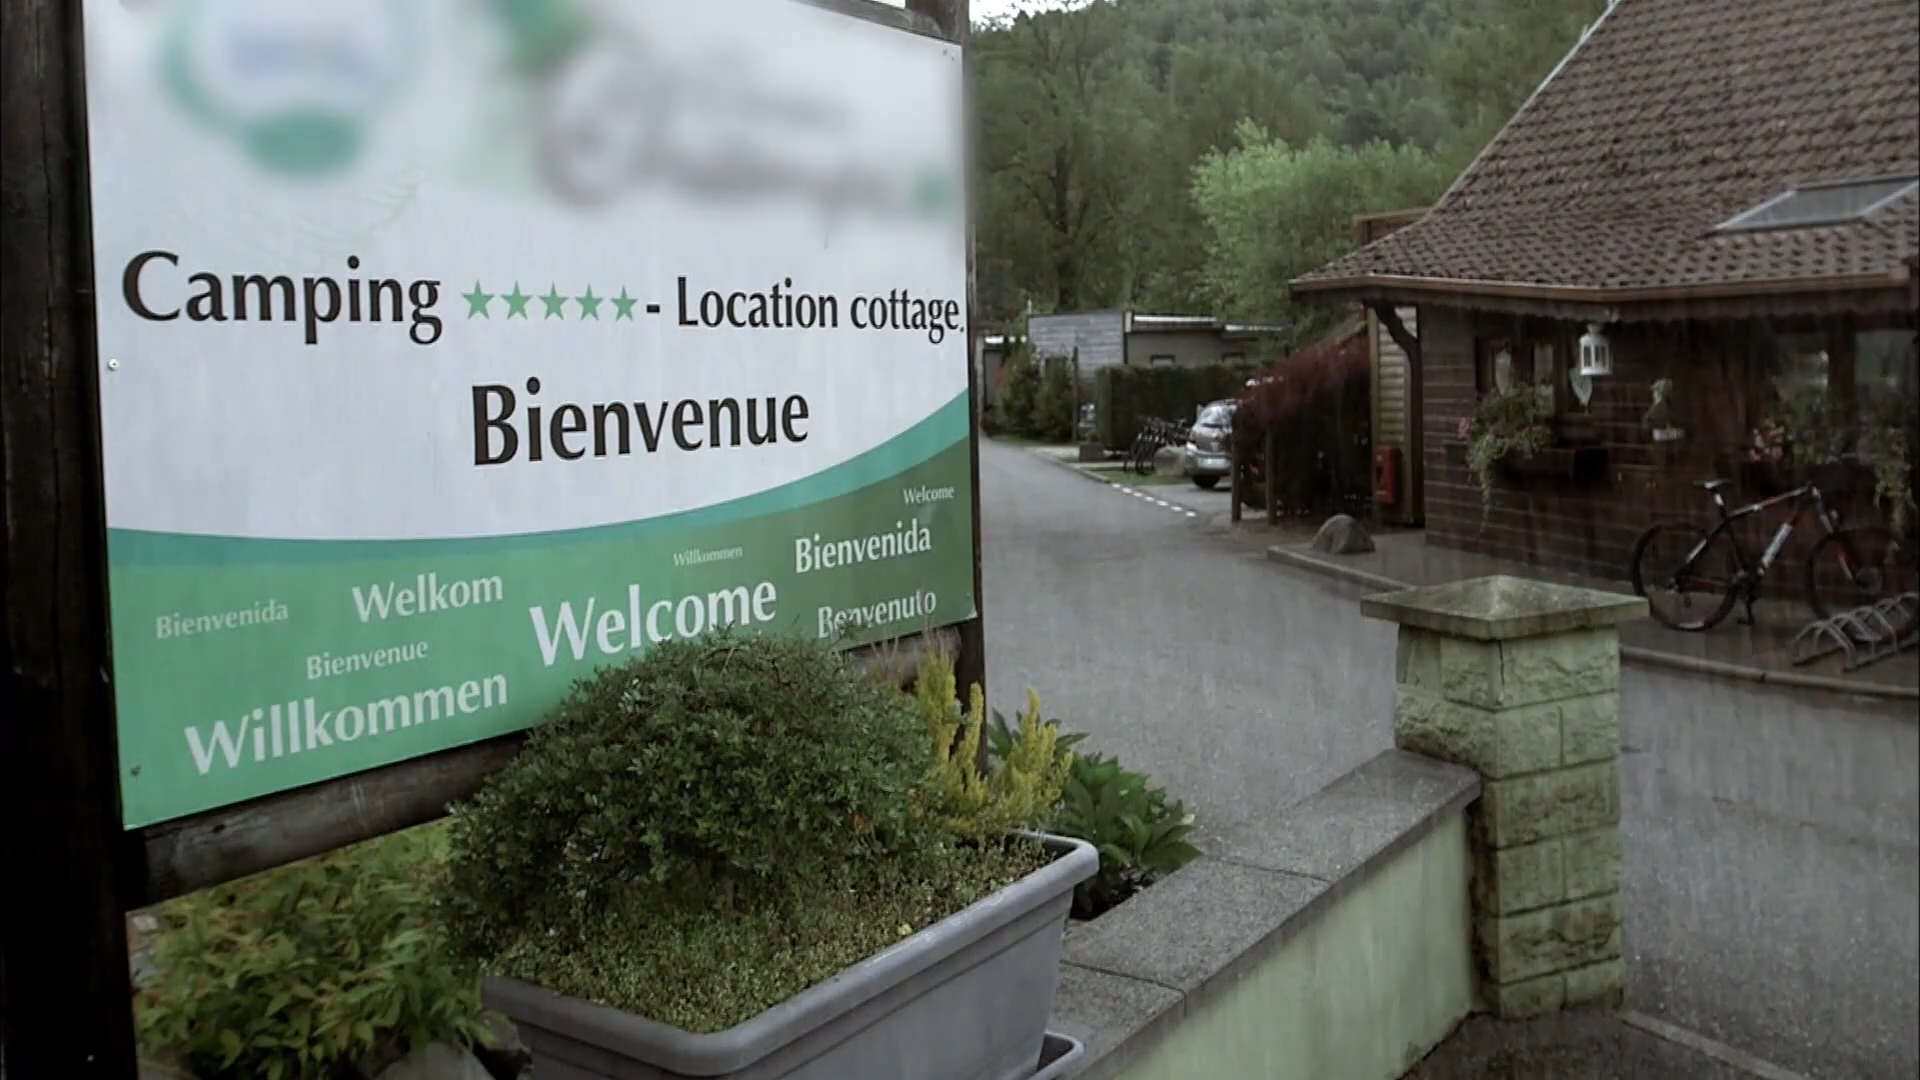 Camping ★★★★★ - Location cottage.
Bienvenue
Welcome
Willkommen
Bienvenida
Bienvenida
Welkom
Welcome
Benvenuto
Bienvenue
Willkommen